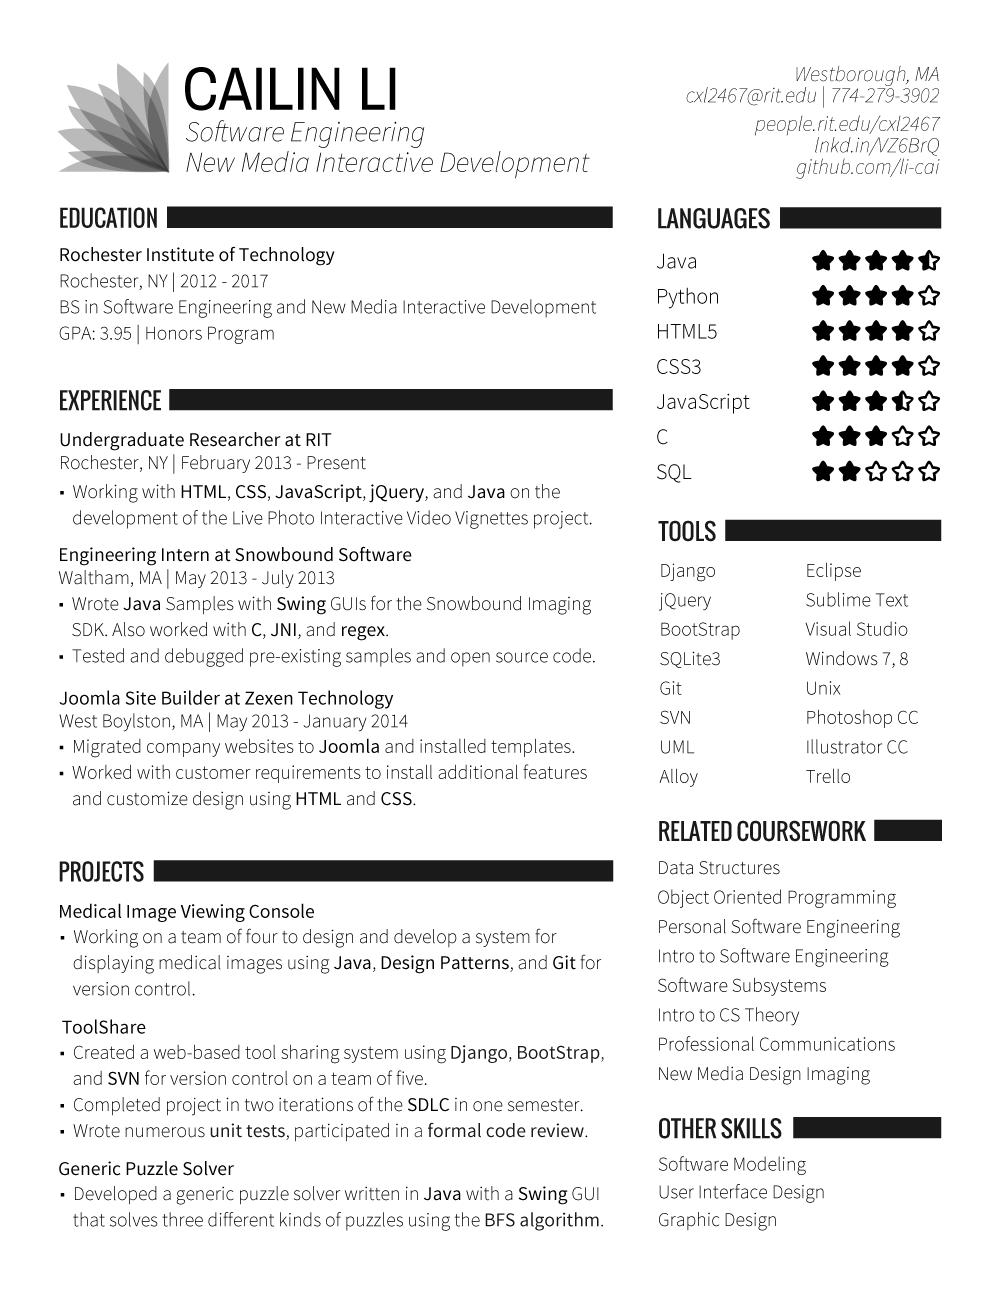 CAILIN LI
Software Engineering
New Media Interactive Development
Westborough, MA
cxl2467@rit.edu | 774-279-3902
people.rit.edu/cxl2467
lnkd.in/VZ6BrQ
github.com/li-cai
EDUCATION
Rochester Institute of Technology
Rochester, NY | 2012 - 2017
BS in Software Engineering and New Media Interactive Development
GPA: 3.95 | Honors Program
EXPERIENCE
Undergraduate Researcher at RIT
Rochester, NY | February 2013 - Present
▪ Working with HTML, CSS, JavaScript, jQuery, and Java on the
development of the Live Photo Interactive Video Vignettes project.
Engineering Intern at Snowbound Software
Waltham, MA | May 2013 - July 2013
▪ Wrote Java Samples with Swing GUIs for the Snowbound Imaging
SDK. Also worked with C, JNI, and regex.
▪ Tested and debugged pre-existing samples and open source code.
Joomla Site Builder at Zexen Technology
West Boylston, MA | May 2013 - January 2014
▪ Migrated company websites to Joomla and installed templates.
▪ Worked with customer requirements to install additional features
and customize design using HTML and CSS.
PROJECTS
Medical Image Viewing Console
▪ Working on a team of four to design and develop a system for
displaying medical images using Java, Design Patterns, and Git for
version control.
ToolShare
▪ Created a web-based tool sharing system using Django, BootStrap,
and SVN for version control on a team of five.
▪ Completed project in two iterations of the SDLC in one semester.
▪ Wrote numerous unit tests, participated in a formal code review.
Generic Puzzle Solver
▪ Developed a generic puzzle solver written in Java with a Swing GUI
that solves three different kinds of puzzles using the BFS algorithm.
LANGUAGES
Java
Python
HTML5
CSS3
JavaScript
C
SQL
TOOLS
Django Eclipse
jQuery Sublime Text
BootStrap Visual Studio
SQLite3 Windows 7, 8
Git Unix
SVN Photoshop CC
UML Illustrator CC
Alloy Trello
RELATED COURSEWORK
Data Structures
Object Oriented Programming
Personal Software Engineering
Intro to Software Engineering
Software Subsystems
Intro to CS Theory
Professional Communications
New Media Design Imaging
OTHER SKILLS
Software Modeling
User Interface Design
Graphic Design